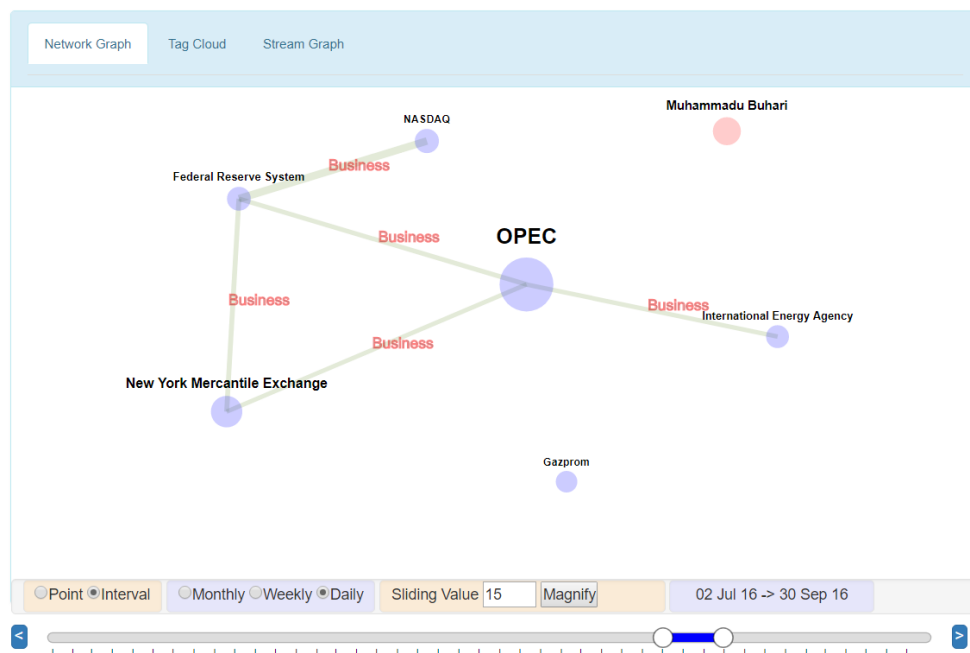 Network Graph Tag Cloud Stream Graph
Muhammadu Buhari
NASDAQ
Business
Federal Reserve System
Business
OPEC
Business
Business
International Energy Agency
Business
New York Mercantile Exchange
Gazprom
Point Interval Monthly Weekly Daily Sliding Value 15 Magnify 02 Jul 16 -> 30 Sep 16
< >